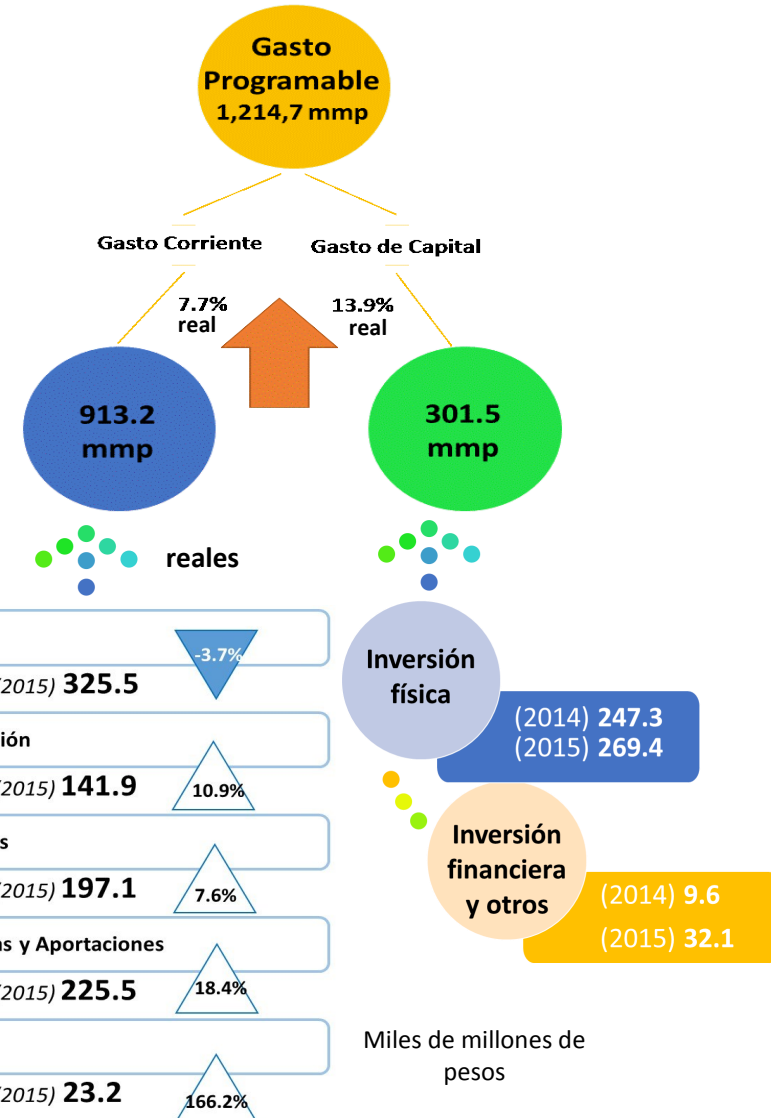 Gasto
Programable
1,214,7 mmp
Gasto Corriente
Gasto de Capital
7.7%
real
13.9%
real
913.2
mmp
301.5
mmp
reales
-3.7%
(2015) 325.5
ión
10.9%
(2015) 141.9
s
7.6%
(2015) 197.1
as y Aportaciones
18.4%
(2015) 225.5
166.2%
(2015) 23.2
Inversión
física
(2014) 247.3
(2015) 269.4
Inversión
financiera
y otros
(2014) 9.6
(2015) 32.1
Miles de millones de
pesos